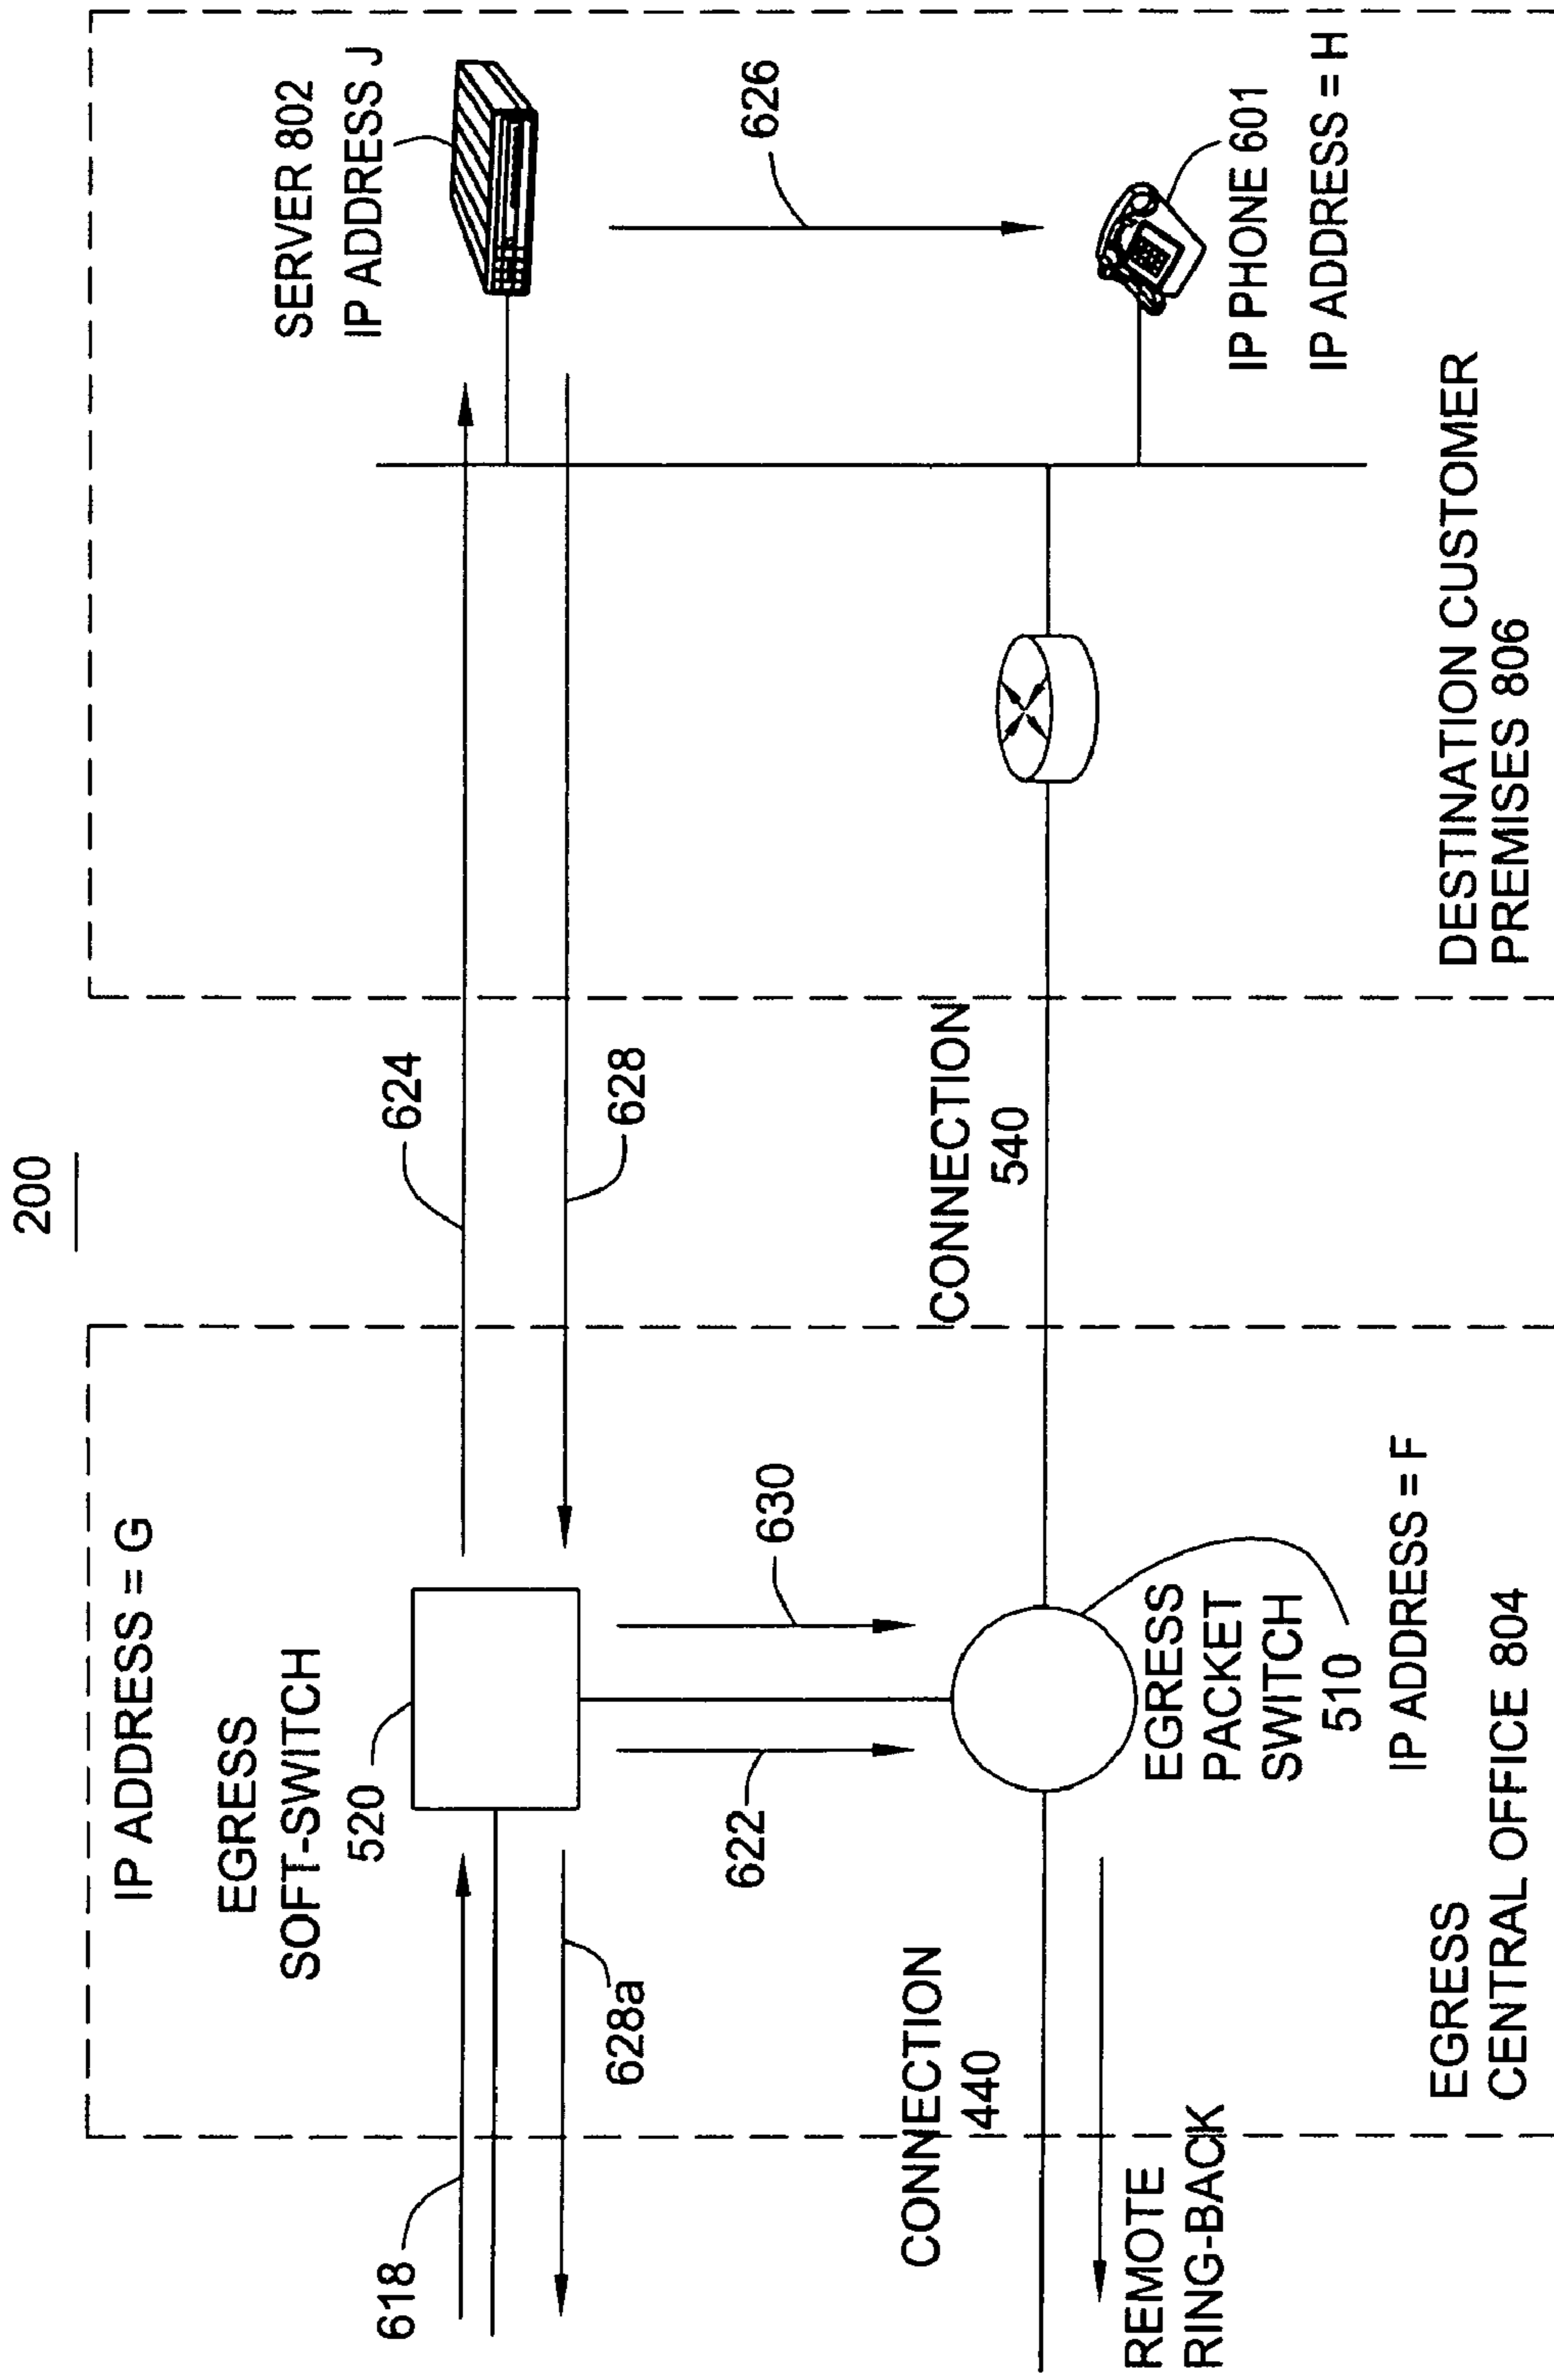 200
IP ADDRESS = G
EGRESS
SOFT-SWITCH
520
618
628a
622
630
624
628
SERVER 802
IP ADDRESS J
626
IP PHONE 601
IP ADDRESS = H
CONNECTION
440
CONNECTION
540
REMOTE
RING-BACK
EGRESS
PACKET
SWITCH
510
IP ADDRESS = F
EGRESS
CENTRAL OFFICE 804
DESTINATION CUSTOMER
PREMISES 806